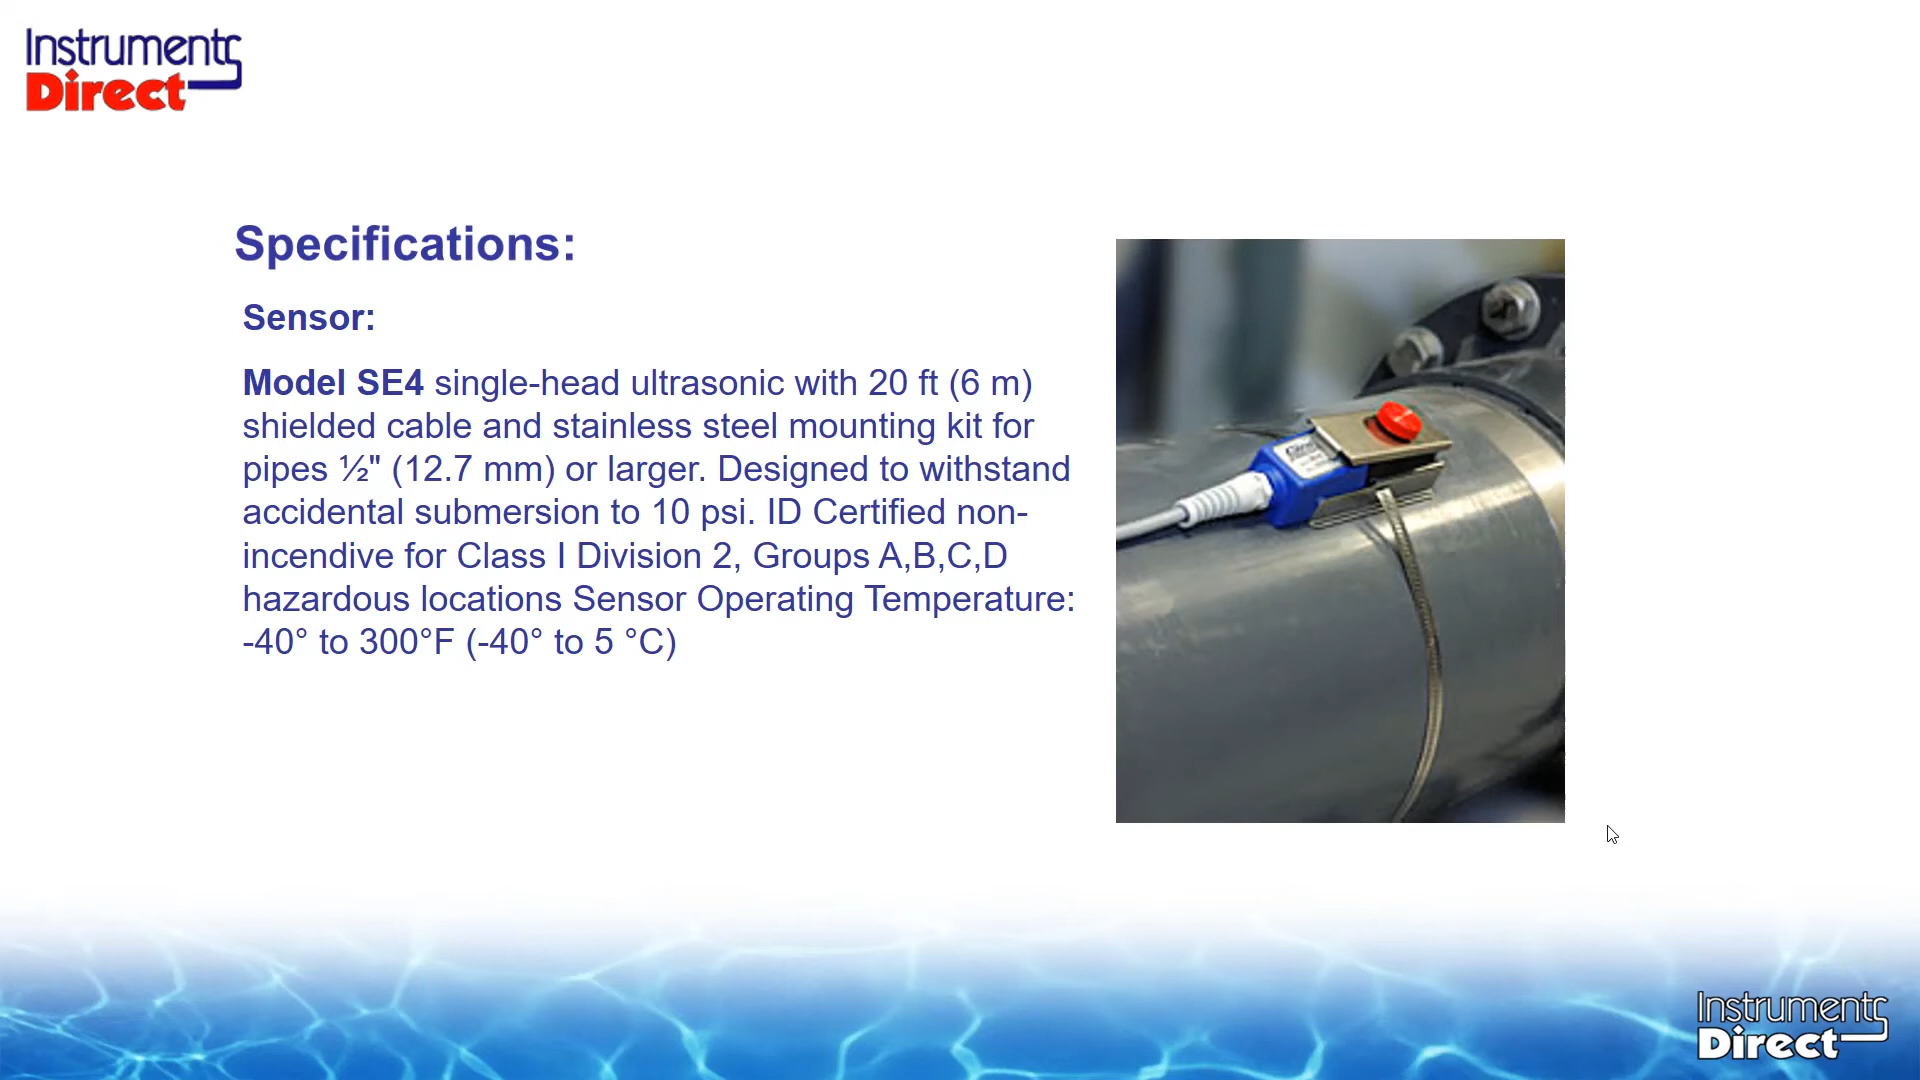 Instruments
Direct
Specifications:
Sensor:
Model SE4 single-head ultrasonic with 20 ft (6 m)
shielded cable and stainless steel mounting kit for
pipes ½" (12.7 mm) or larger. Designed to withstand
accidental submersion to 10 psi. ID Certified non-
incendive for Class I Division 2, Groups A,B,C,D
hazardous locations Sensor Operating Temperature:
-40° to 300°F (-40° to 5 °C)
Instruments
Direct